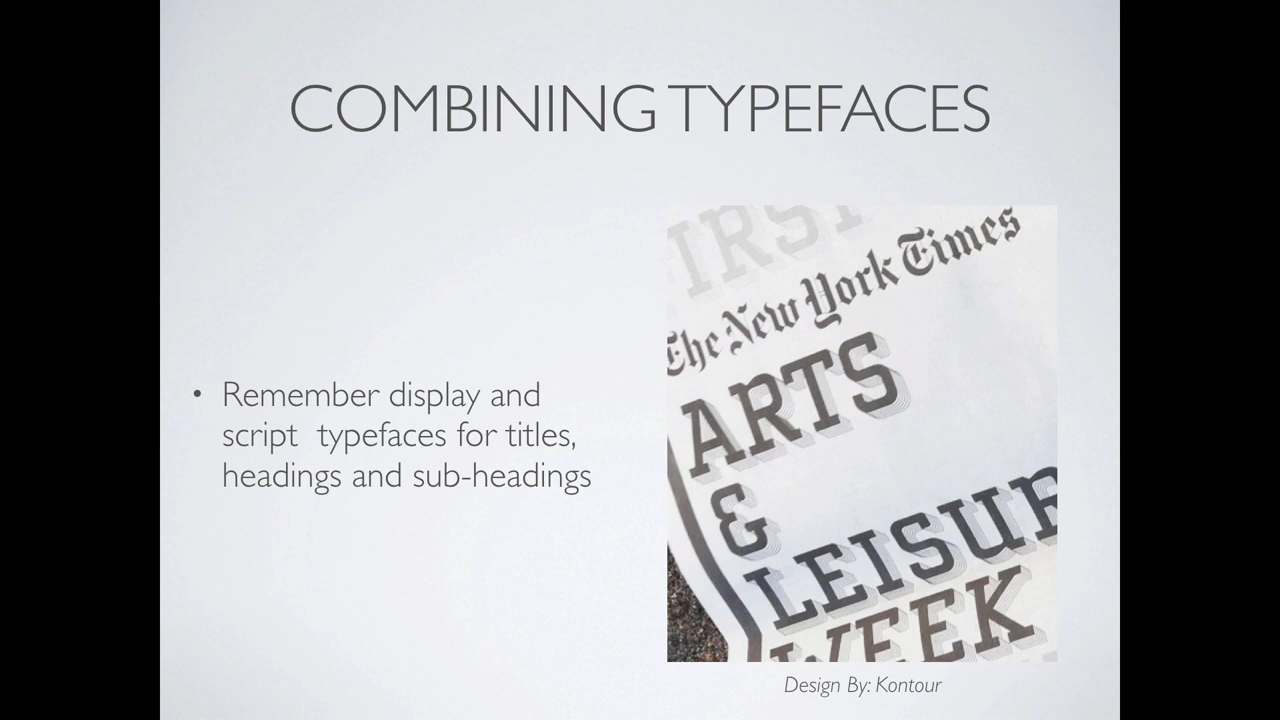 COMBINING TYPEFACES
• Remember display and
script  typefaces for titles,
headings and sub-headings
IRST
The New York Times
ARTS
&
LEISUR
WEEK
Design By: Kontour